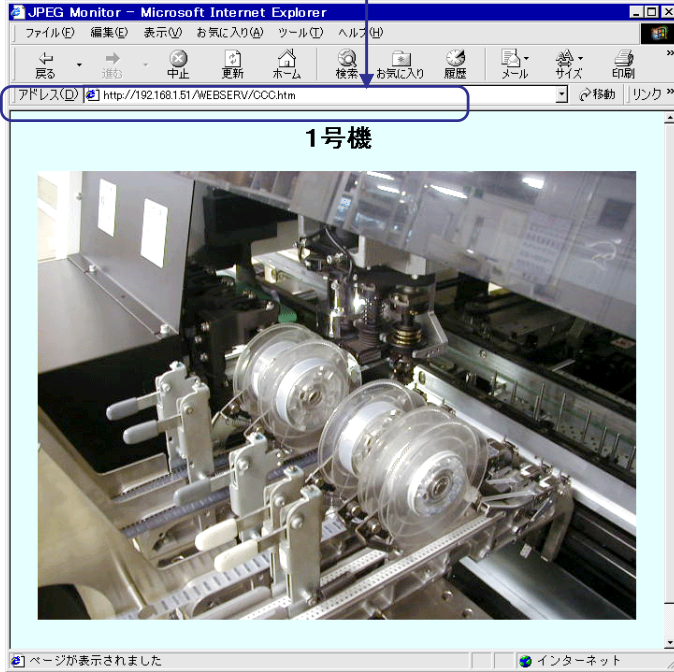 JPEG Monitor - Microsoft Internet Explorer
ファイル(F) 編集(E) 表示(V) お気に入り(A) ツール(T) ヘルプ(H)
戻る 進む 中止 更新 ホーム 検索 お気に入り 履歴 メール サイズ 印刷 »
アドレス(D) http://192.168.1.51/WEBSERV/CCC.htm 移動 リンク »
1号機
ページが表示されました インターネット